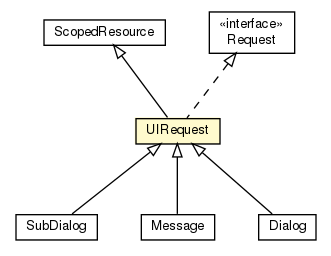 ScopedResource
«interface»
Request
UIRequest
SubDialog
Message
Dialog